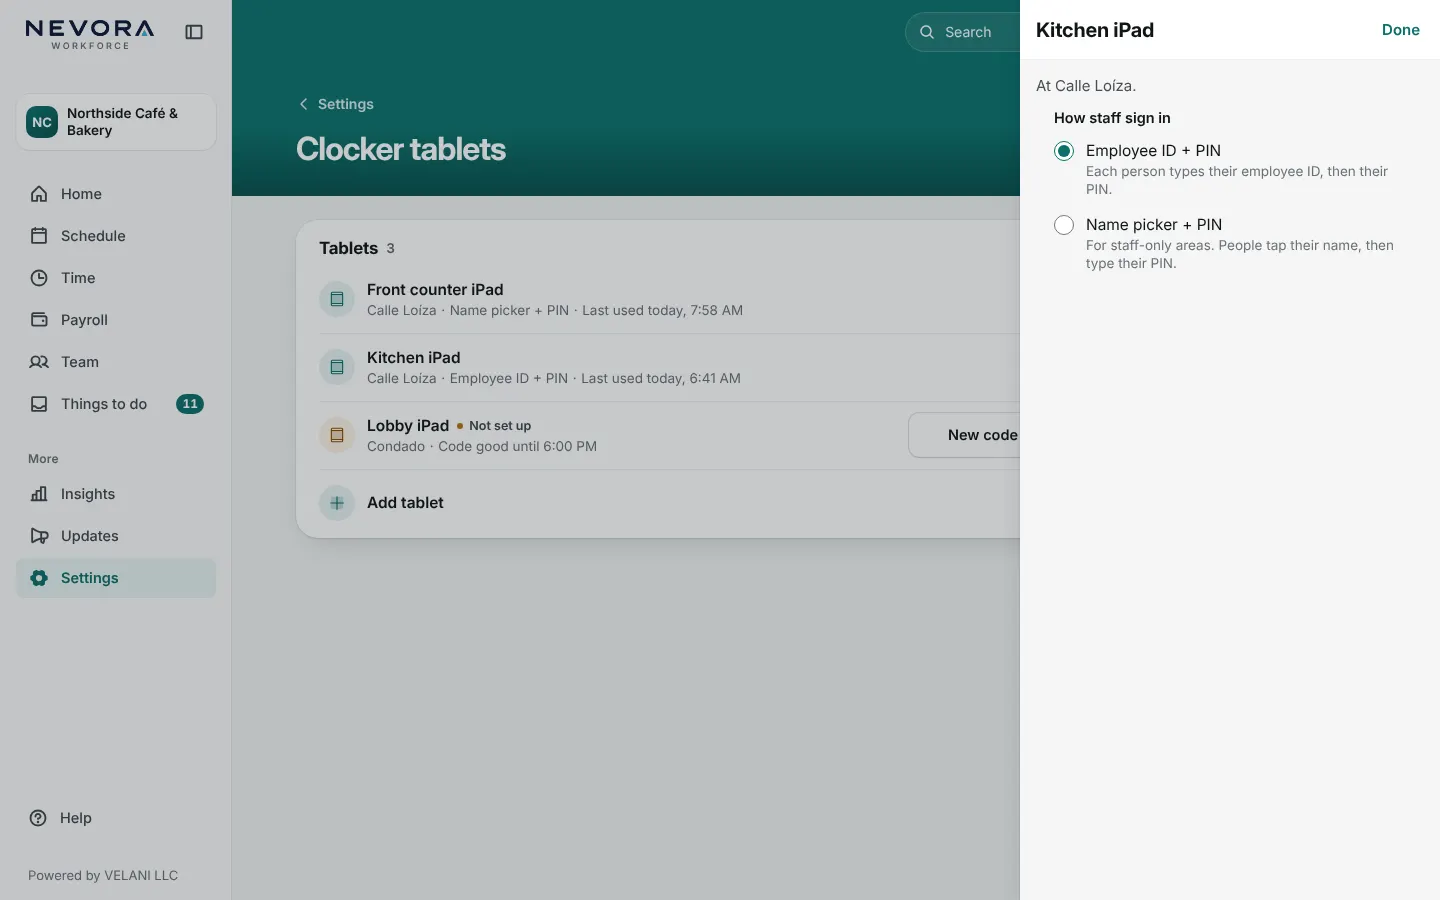 NEVORA
WORKFORCE
NC
Northside Café &
Bakery
Home
Schedule
Time
Payroll
Team
Things to do
11
More
Insights
Updates
Settings
Help
Powered by VELANI LLC
Search
Settings
Clocker tablets
Tablets 3
Front counter iPad
Calle Loíza · Name picker + PIN · Last used today, 7:58 AM
Kitchen iPad
Calle Loíza · Employee ID + PIN · Last used today, 6:41 AM
Lobby iPad
Not set up
Condado · Code good until 6:00 PM
New code
Add tablet
Kitchen iPad
Done
At Calle Loíza.
How staff sign in
Employee ID + PIN
Each person types their employee ID, then their
PIN.
Name picker + PIN
For staff-only areas. People tap their name, then
type their PIN.